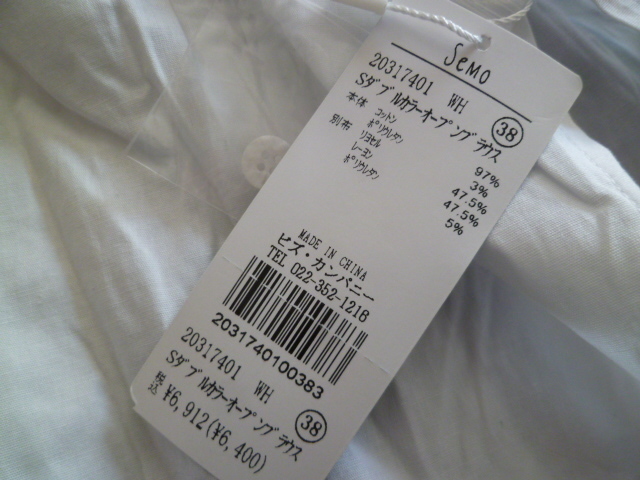 SeMO
20317401 WH 38
Sダブルカラーオープンブラウス
本体 コットン 97%
ポリウレタン 3%
別布 リヨセル 47.5%
レーヨン 47.5%
ポリウレタン 5%
MADE IN CHINA
ビズ・カンパニー
TEL 022-352-1218
2031740100383
20317401 WH 38
Sダブルカラーオープンブラウス
税込 ¥6,912(¥6,400)